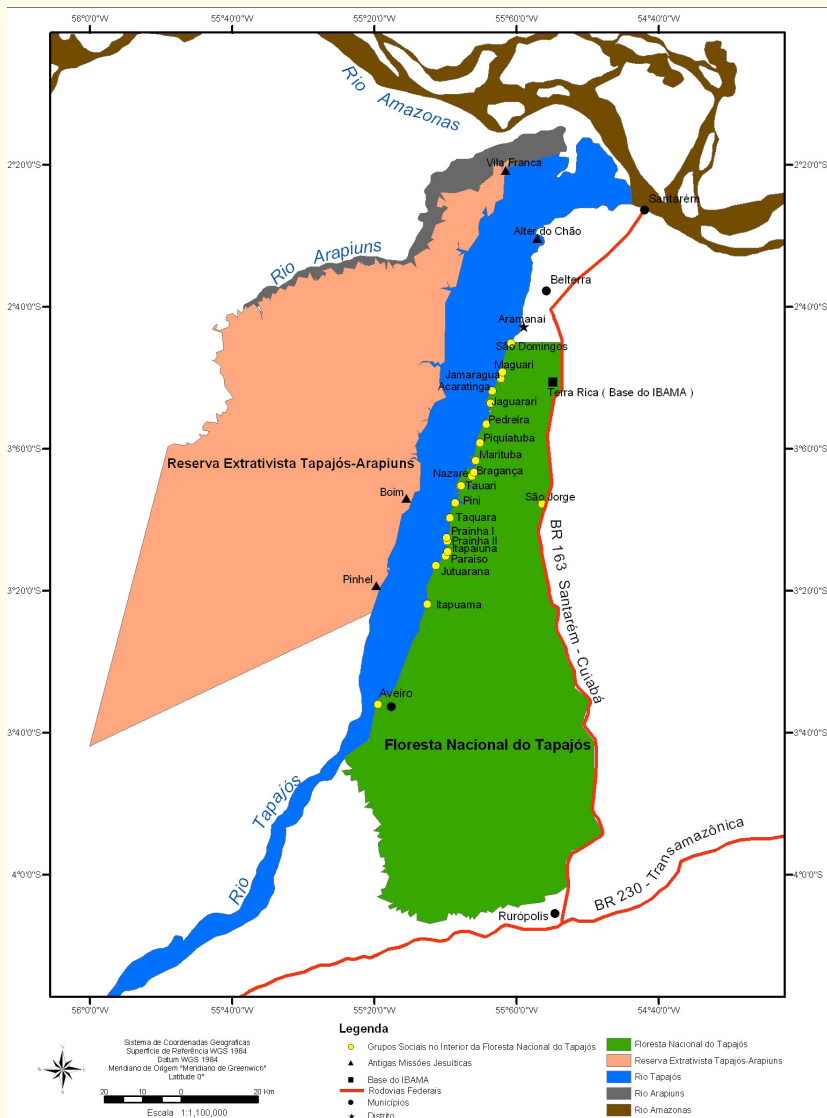 56°0'0"W 55°40'0"W 55°20'0"W 55°00'0"W 54°40'0"W
Rio Amazonas
2°20'0"S 2°20'0"S
Vila Franca
Santarém
Alter do Chão
Rio Arapiuns
Belterra
2°40'0"S 2°40'0"S
Aramanai
São Domingos
Maguari
Jamaragua
Acaratinga
Terra Rica ( Base do IBAMA )
Jaguarari
Pedreira
Piquiatuba
3°60'0"S 3°60'0"S
Marituba
Reserva Extrativista Tapajós-Arapiuns
Bragança
Nazaré
Tauari
Boim
São Jorge
Pini
Taquara
Prainha I
Prainha II
Itapaiuna
Paraiso
Jutuarana
Pinhel
3°20'0"S 3°20'0"S
Itapuama
BR 163 Santarém - Cuiabá
Aveiro
3°40'0"S 3°40'0"S
Floresta Nacional do Tapajós
Rio Tapajós
BR 230 - Transamazônica
4°0'0"S 4°0'0"S
Rurópolis
56°0'0"W 55°40'0"W 55°20'0"W 55°00'0"W 54°40'0"W
Legenda
Grupos Sociais no Interior da Floresta Nacional do Tapajós
Antigas Missões Jesuíticas
Base do IBAMA
Rodovias Federais
Municípios
Distrito
Floresta Nacional do Tapajós
Reserva Extrativista Tapajós-Arapiuns
Rio Tapajós
Rio Arapiuns
Rio Amazonas
N
W E
S
Sistema de Coordenadas Geograficas
Superfície de Referência WGS 1984
Datum WGS 1984
Meridiano de Origem "Meridiano de Greenwich"
Latitude 0°
20 10 0 20 Km
Escala 1:1,100,000